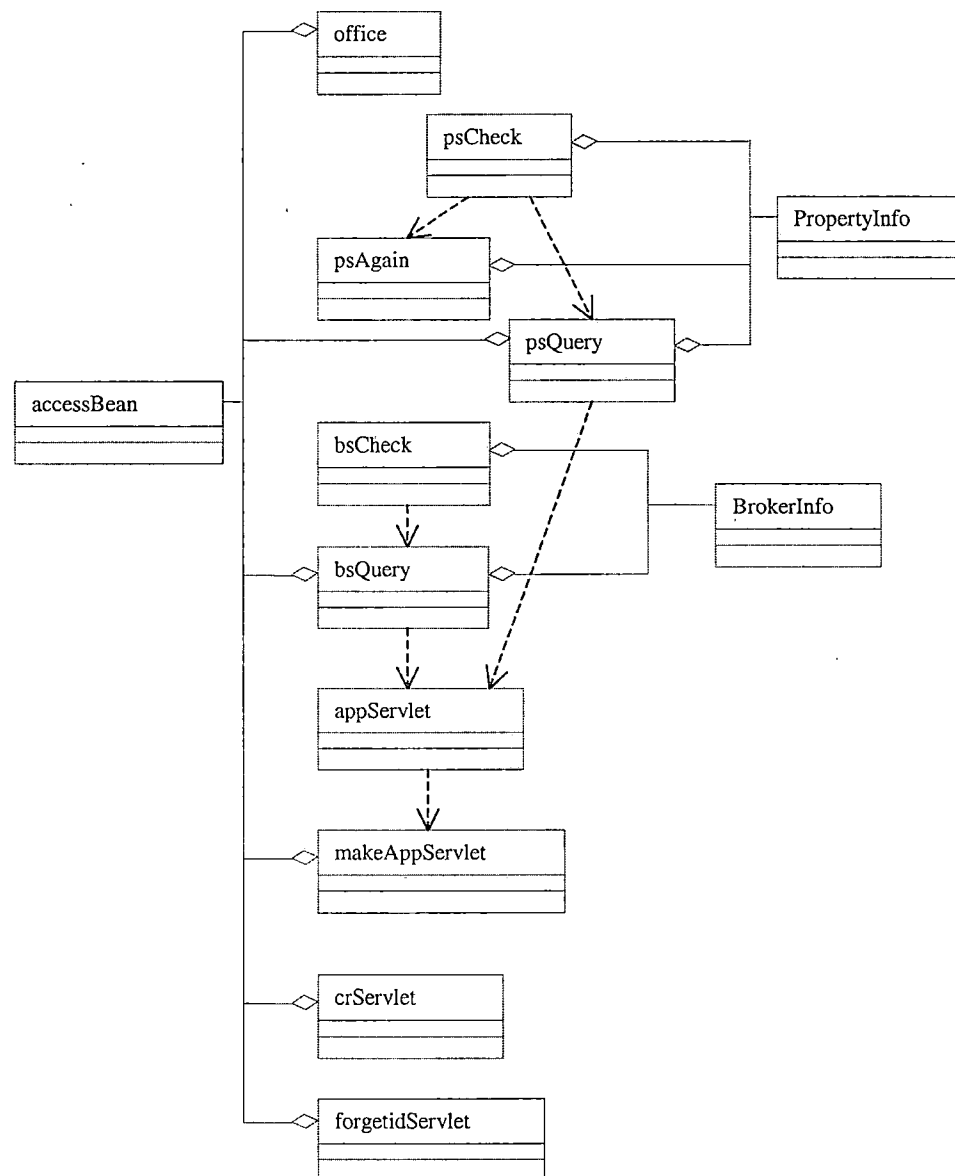 office
psCheck
PropertyInfo
psAgain
psQuery
accessBean
bsCheck
BrokerInfo
bsQuery
appServlet
makeAppServlet
crServlet
forgetidServlet